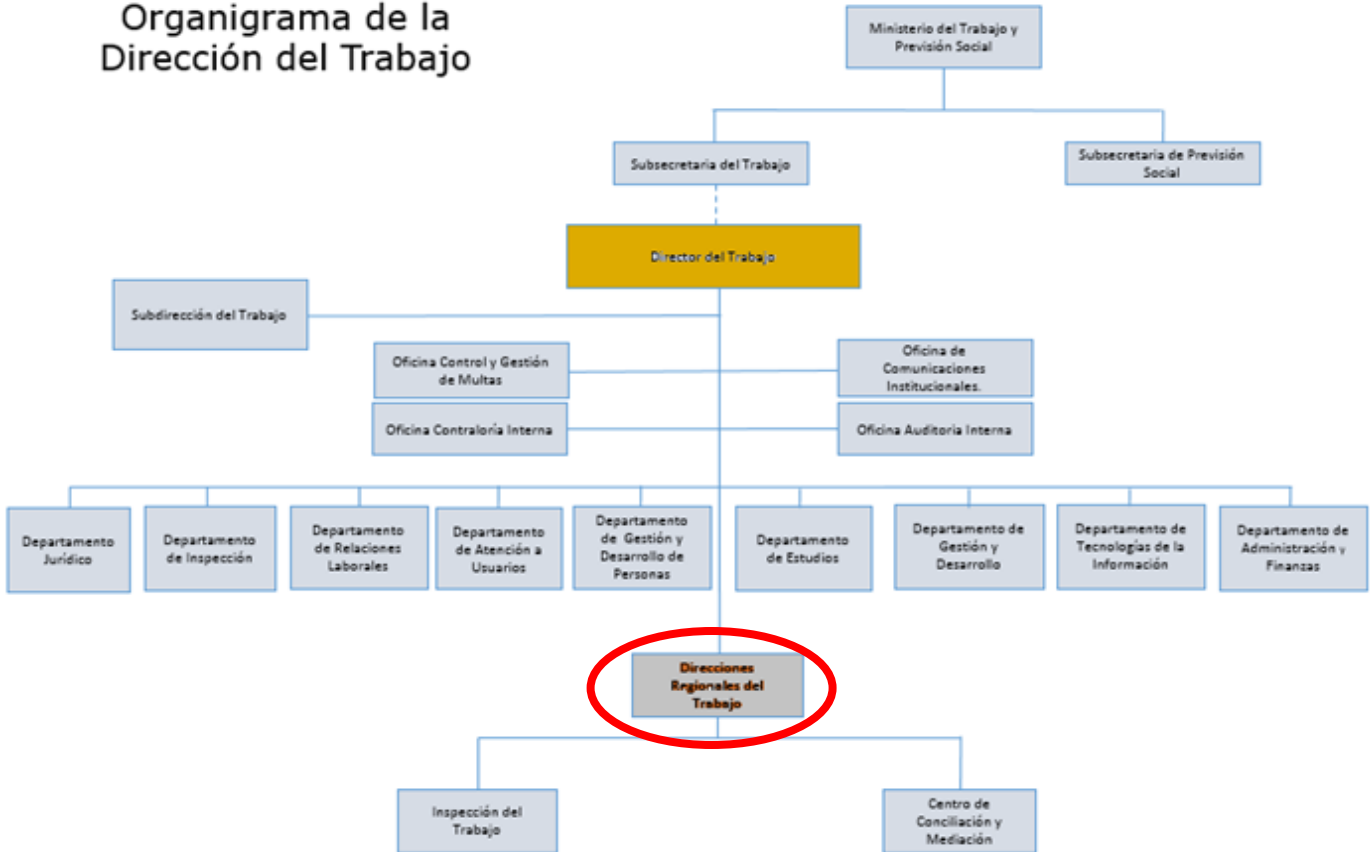 Organigrama de la
Dirección del Trabajo
Ministerio del Trabajo y
Previsión Social
Subsecretaria del Trabajo
Subsecretaria de Previsión
Social
Director del Trabajo
Subdirección del Trabajo
Oficina Control y Gestión
de Multas
Oficina de
Comunicaciones
Institucionales.
Oficina Contraloría Interna
Oficina Auditoria Interna
Departamento
Jurídico
Departamento
de Inspección
Departamento
de Relaciones
Laborales
Departamento
de Atención a
Usuarios
Departamento
de Gestión y
Desarrollo de
Personas
Departamento
de Estudios
Departamento de
Gestión y
Desarrollo
Departamento de
Tecnologías de la
Información
Departamento de
Administración y
Finanzas
Direcciones
Regionales del
Trabajo
Inspección del
Trabajo
Centro de
Conciliación y
Mediación